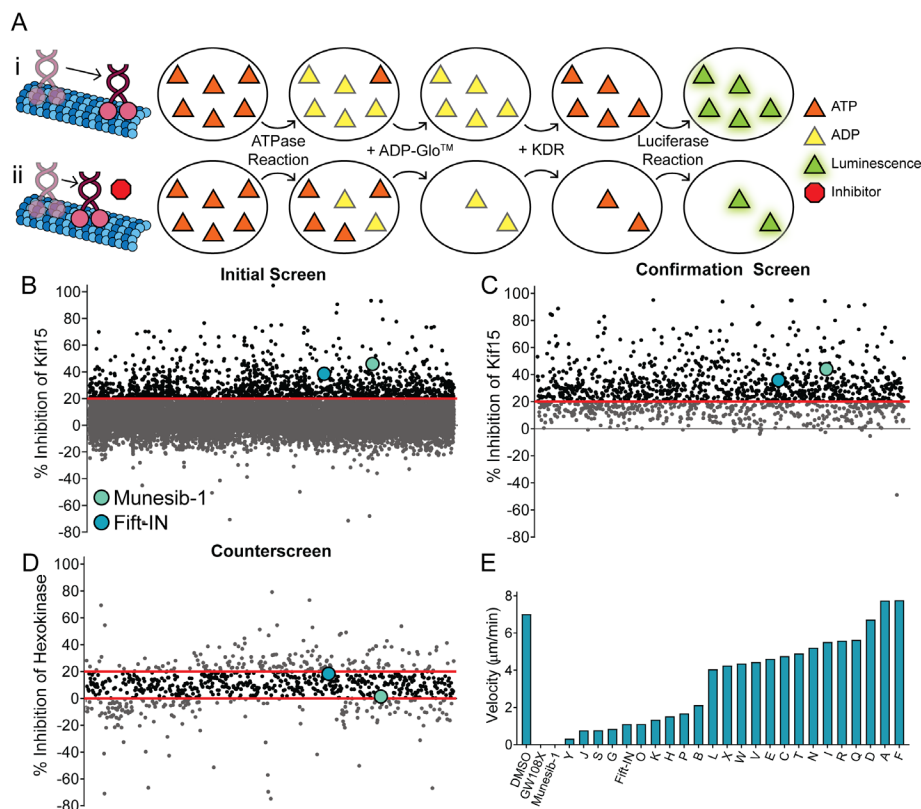 A
i
ii
ATPase
Reaction
+ ADP-Glo™
+ KDR
Luciferase
Reaction
ATP
ADP
Luminescence
Inhibitor
B
Initial Screen
% Inhibition of Kif15
100
80
60
40
20
0
-20
-40
-60
-80
Munesib-1
Fift-IN
C
Confirmation Screen
% Inhibition of Kif15
100
80
60
40
20
0
-20
-40
-60
-80
D
Counterscreen
% Inhibition of Hexokinase
100
80
60
40
20
0
-20
-40
-60
-80
E
Velocity (μm/min)
8
6
4
2
0
DMSO
GW108X
Munesib-1
Y
J
S
G
Fift-IN
O
K
H
P
B
L
X
W
V
E
C
T
N
I
R
Q
D
A
F